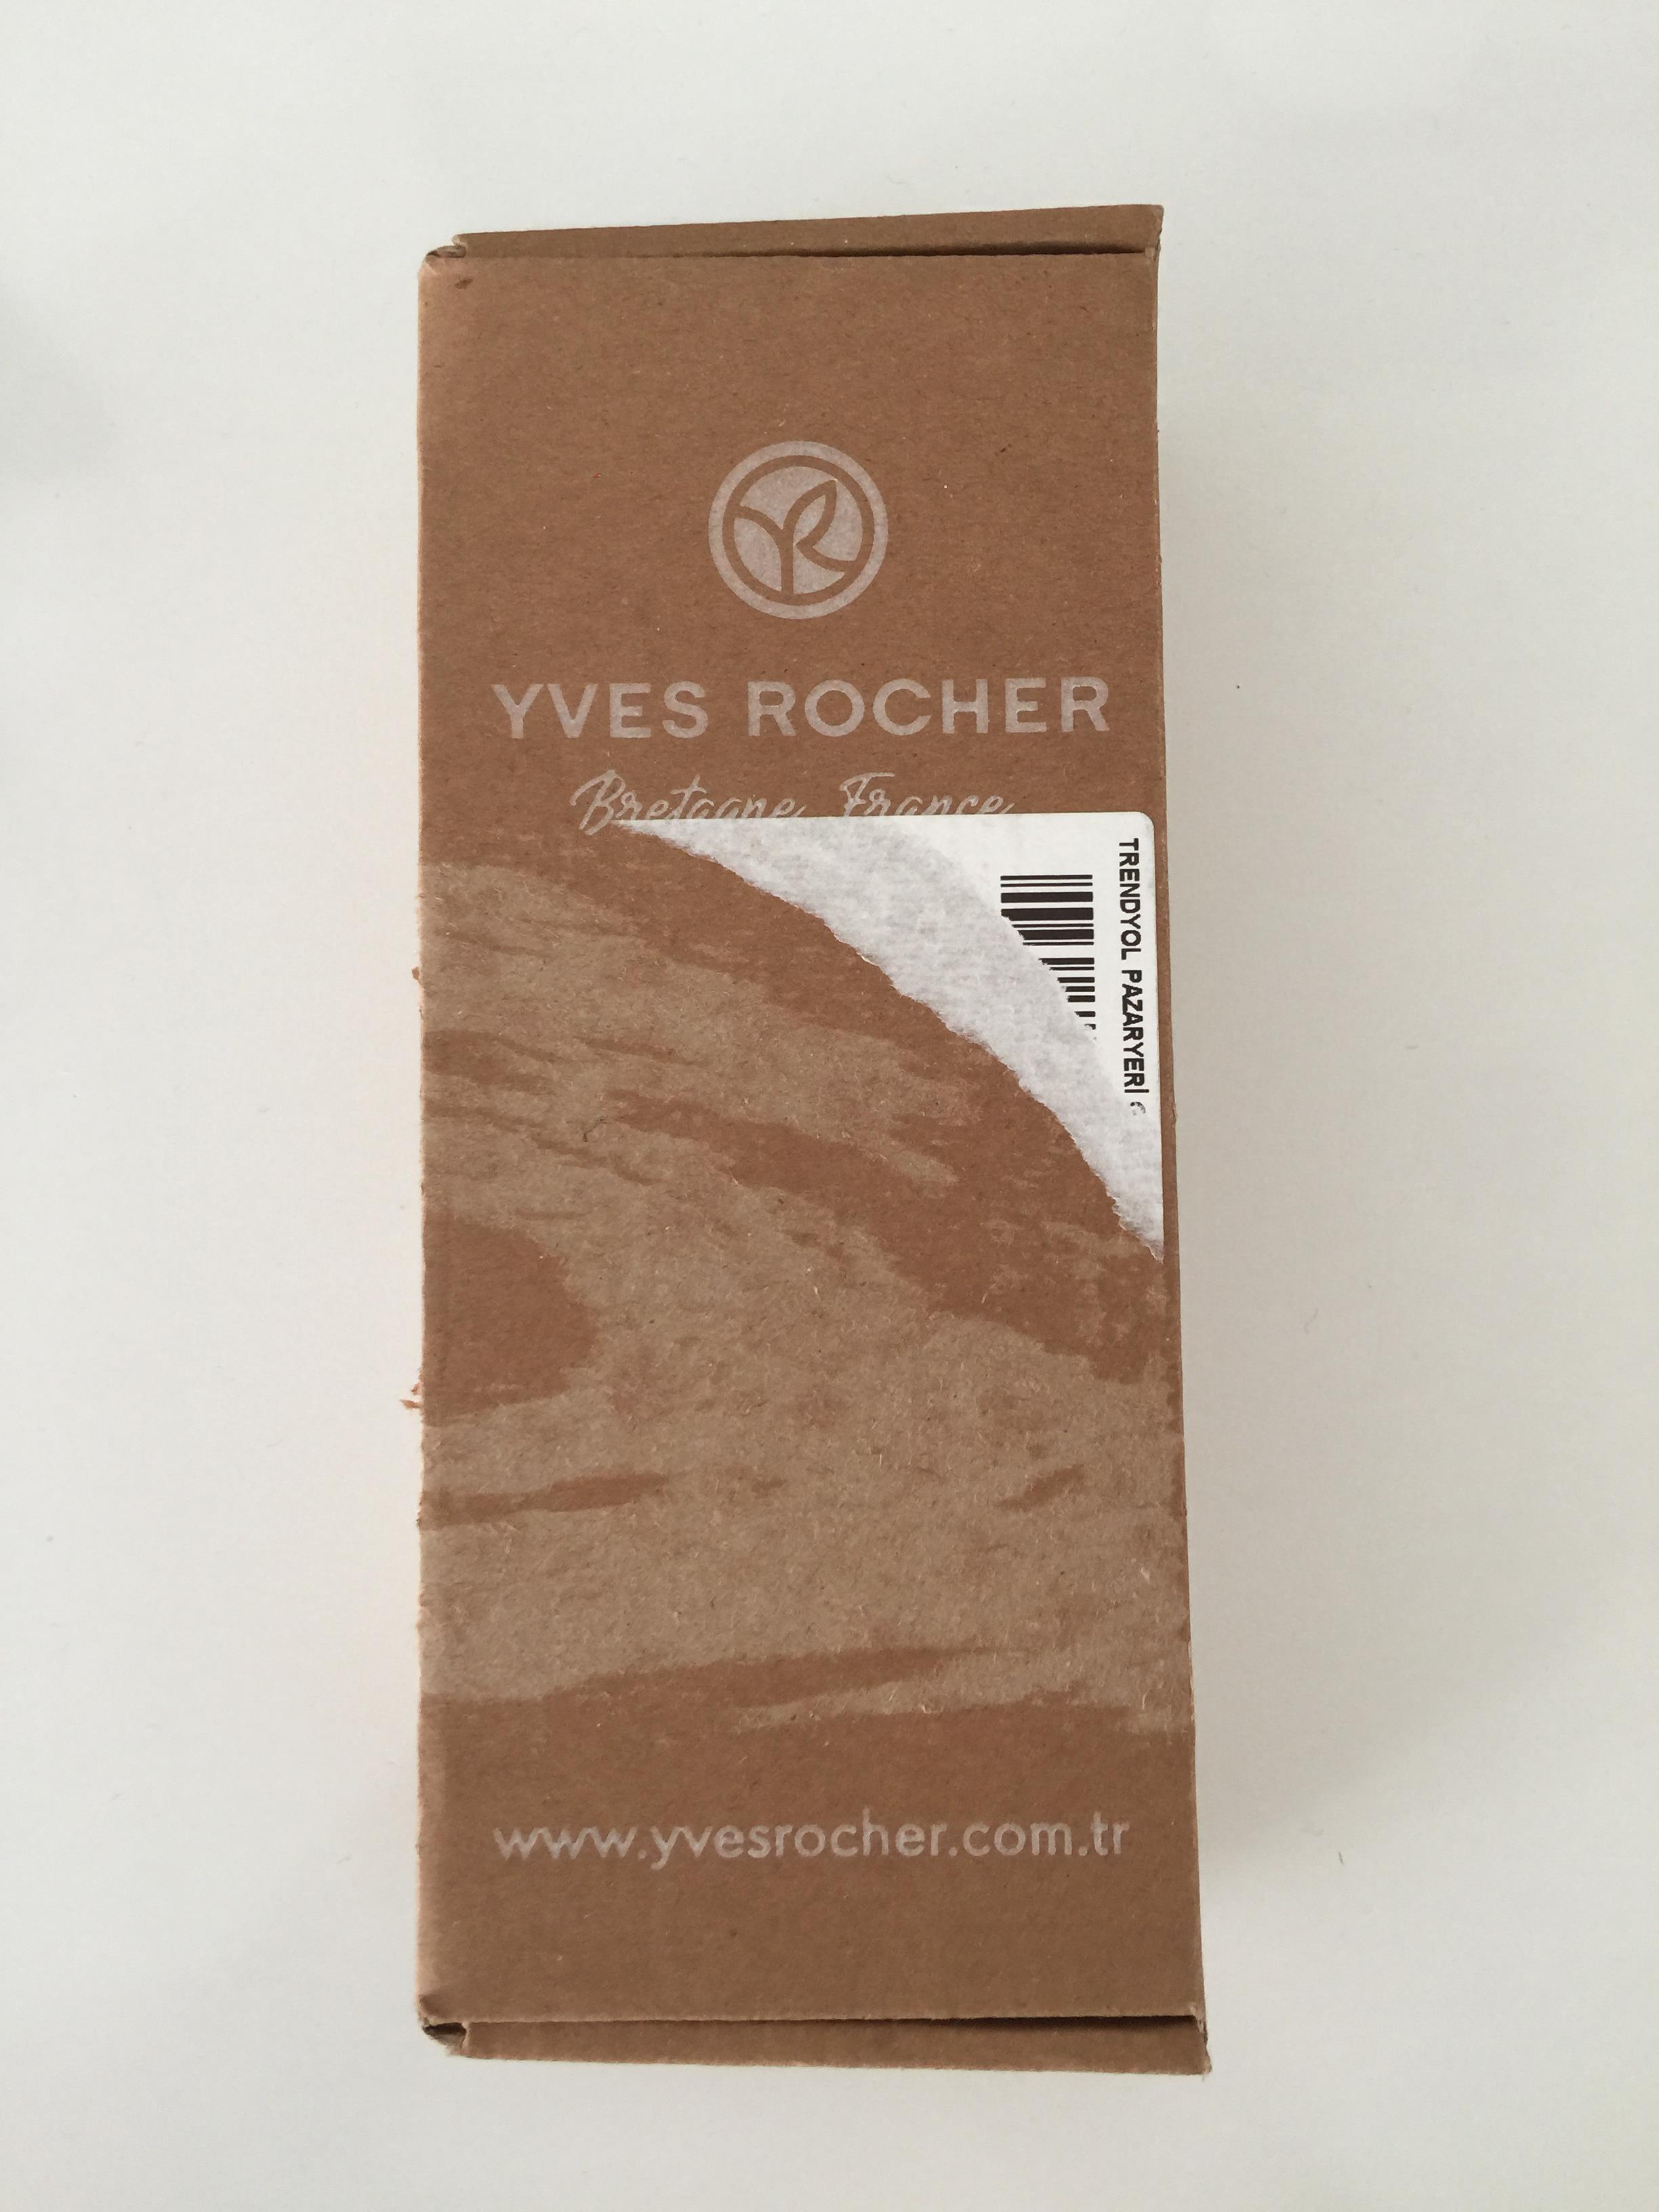 YVES ROCHER
Bretagne, France
TRENDYOL PAZARYERİ
www.yvesrocher.com.tr